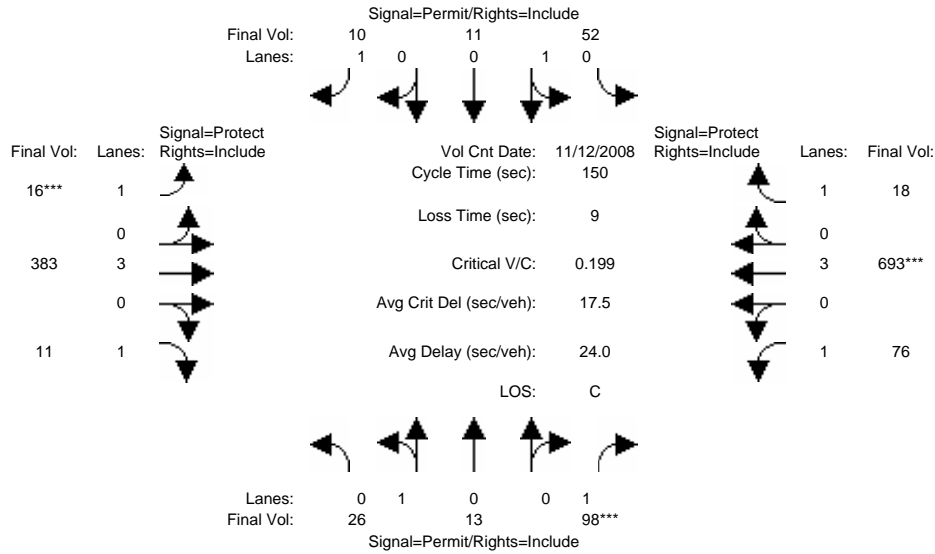 Signal=Permit/Rights=Include
Final Vol: 10 11 52
Lanes: 1 0 0 1 0
Signal=Protect
Final Vol: Lanes: Rights=Include
Vol Cnt Date: 11/12/2008
Signal=Protect
Rights=Include Lanes: Final Vol:
Cycle Time (sec): 150
16*** 1
1 18
Loss Time (sec): 9
0
0
383 3
Critical V/C: 0.199
3 693***
0
Avg Crit Del (sec/veh): 17.5
0
11 1
Avg Delay (sec/veh): 24.0
1 76
LOS: C
Lanes: 0 1 0 0 1
Final Vol: 26 13 98***
Signal=Permit/Rights=Include